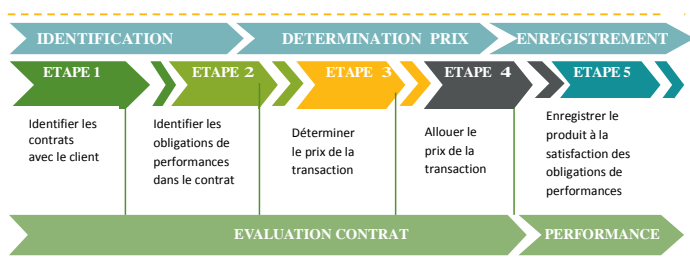 IDENTIFICATION DETERMINATION PRIX ENREGISTREMENT
ETAPE 1 ETAPE 2 ETAPE 3 ETAPE 4 ETAPE 5
Identifier les
contrats
avec le client
Identifier les
obligations de
performances
dans le contrat
Déterminer
le prix de la
transaction
Allouer le
prix de la
transaction
Enregistrer le
produit à la
satisfaction des
obligations de
performances
EVALUATION CONTRAT PERFORMANCE